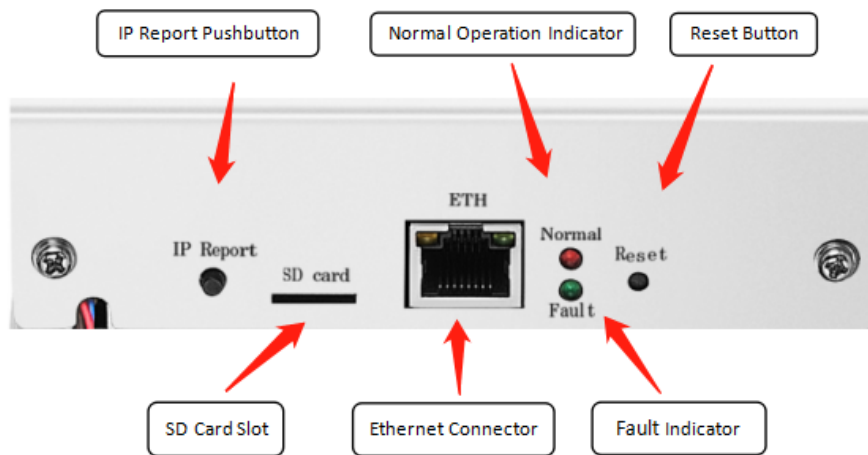 IP Report Pushbutton
Normal Operation Indicator
Reset Button
ETH
Normal
IP Report
Reset
SD card
Fault
SD Card Slot
Ethernet Connector
Fault Indicator